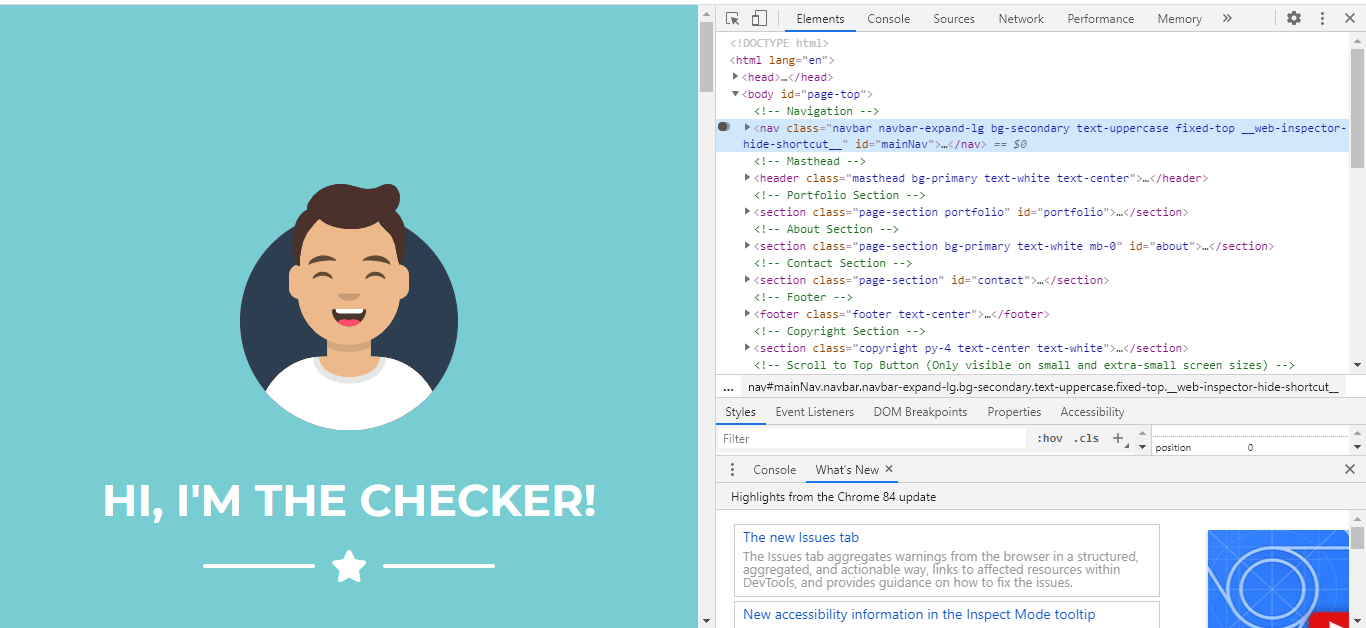 HI, I'M THE CHECKER!
Elements Console Sources Network Performance Memory »
<!DOCTYPE html>
<html lang="en">
<head>…</head>
<body id="page-top">
<!-- Navigation -->
<nav class="navbar navbar-expand-lg bg-secondary text-uppercase fixed-top __web-inspector-
hide-shortcut__" id="mainNav">…</nav> == $0
<!-- Masthead -->
<header class="masthead bg-primary text-white text-center">…</header>
<!-- Portfolio Section -->
<section class="page-section portfolio" id="portfolio">…</section>
<!-- About Section -->
<section class="page-section bg-primary text-white mb-0" id="about">…</section>
<!-- Contact Section -->
<section class="page-section" id="contact">…</section>
<!-- Footer -->
<footer class="footer text-center">…</footer>
<!-- Copyright Section -->
<section class="copyright py-4 text-center text-white">…</section>
<!-- Scroll to Top Button (Only visible on small and extra-small screen sizes) -->
... nav#mainNav.navbar.navbar-expand-lg.bg-secondary.text-uppercase.fixed-top.__web-inspector-hide-shortcut__
Styles Event Listeners DOM Breakpoints Properties Accessibility
Filter :hov .cls +
position 0
Console What's New ×
Highlights from the Chrome 84 update
The new Issues tab
The Issues tab aggregates warnings from the browser in a structured,
aggregated, and actionable way, links to affected resources within
DevTools, and provides guidance on how to fix the issues.
New accessibility information in the Inspect Mode tooltip